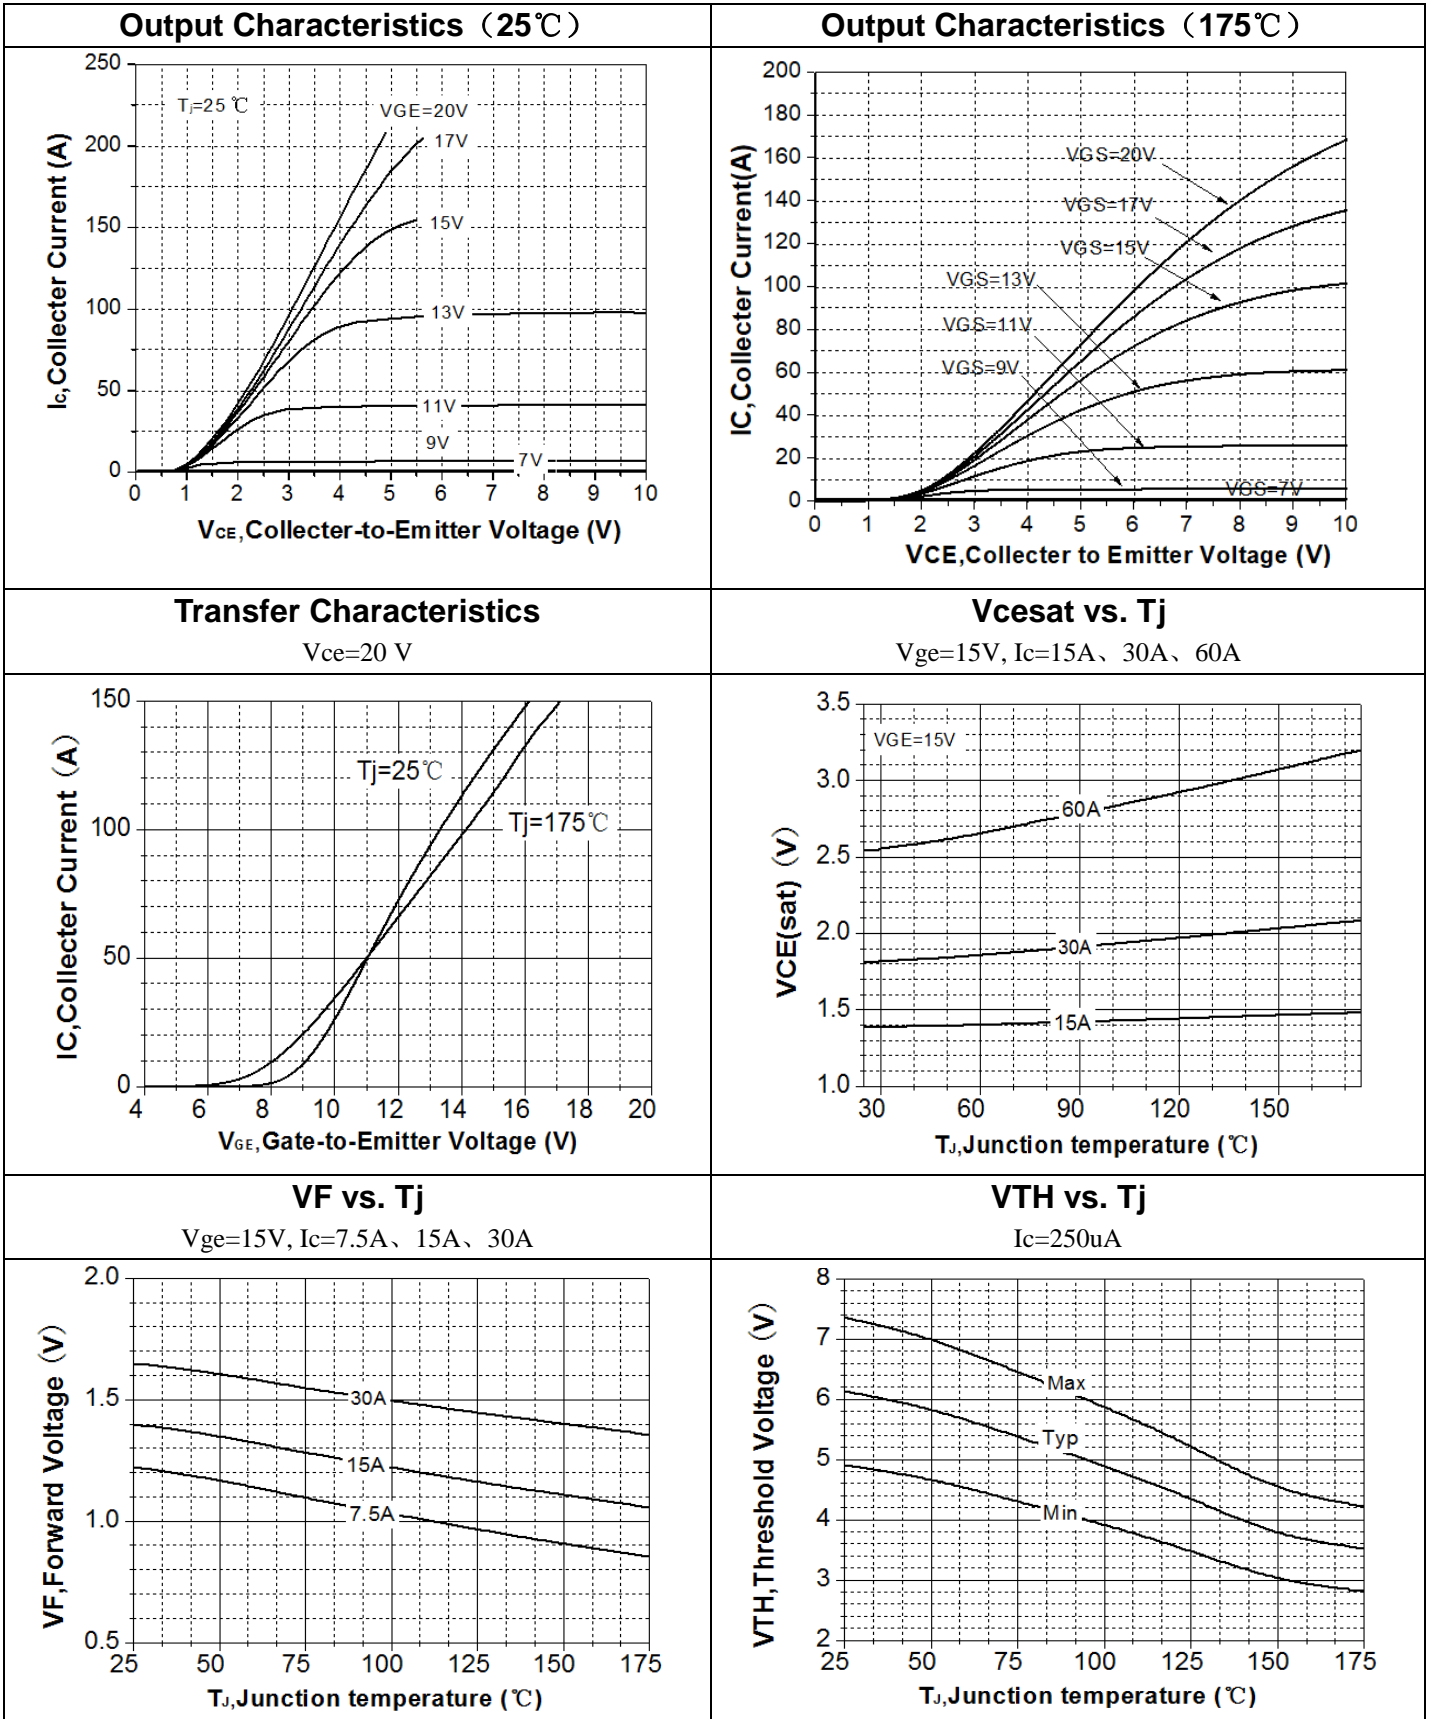 Output Characteristics（25℃）
250
200
150
100
50
0
Tj=25 ℃
VGE=20V
17V
15V
13V
11V
9V
7V
0 1 2 3 4 5 6 7 8 9 10
Ic,Collecter Current (A)
VCE,Collecter-to-Emitter Voltage (V)
Output Characteristics（175℃）
200
180
160
140
120
100
80
60
40
20
0
VGS=20V
VGS=17V
VGS=15V
VGS=13V
VGS=11V
VGS=9V
VGS=7V
0 1 2 3 4 5 6 7 8 9 10
IC,Collecter Current(A)
VCE,Collecter to Emitter Voltage (V)
Transfer Characteristics
Vce=20 V
150
100
50
0
Tj=25℃
Tj=175℃
4 6 8 10 12 14 16 18 20
IC,Collecter Current（A）
VGE,Gate-to-Emitter Voltage (V)
Vcesat vs. Tj
Vge=15V, Ic=15A、30A、60A
3.5
3.0
2.5
2.0
1.5
1.0
VGE=15V
60A
30A
15A
30 60 90 120 150
VCE(sat)（V）
TJ,Junction temperature (℃)
VF vs. Tj
Vge=15V, Ic=7.5A、15A、30A
2.0
1.5
1.0
0.5
30A
15A
7.5A
25 50 75 100 125 150 175
VF,Forward Voltage（V）
TJ,Junction temperature (℃)
VTH vs. Tj
Ic=250uA
8
7
6
5
4
3
2
Max
Typ
Min
25 50 75 100 125 150 175
VTH,Threshold Voltage（V）
TJ,Junction temperature (℃)